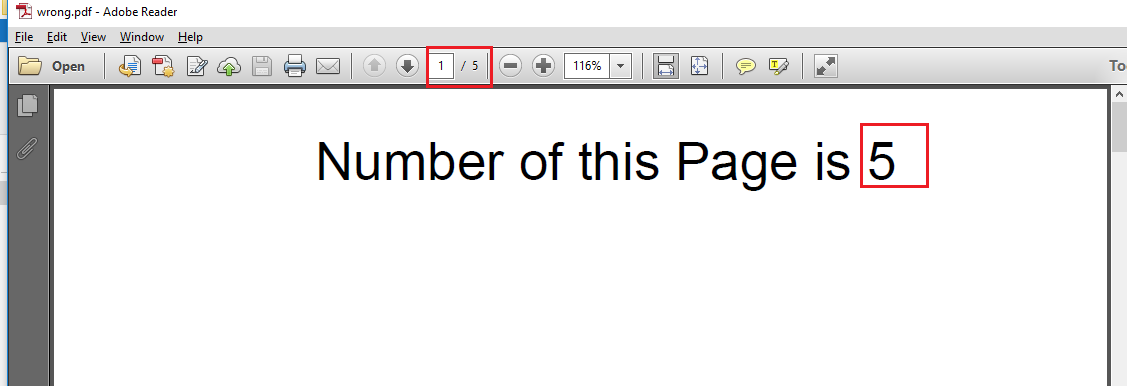 wrong.pdf - Adobe Reader
File Edit View Window Help
Open 1 / 5 116% To
Number of this Page is 5